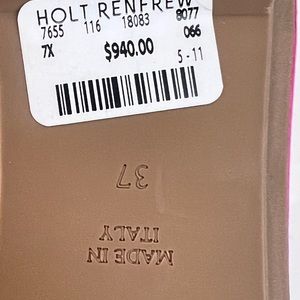 HOLT RENFREW
7655 116 18083 8077
7X $940.00 066
5-11
37
MADE IN
ITALY